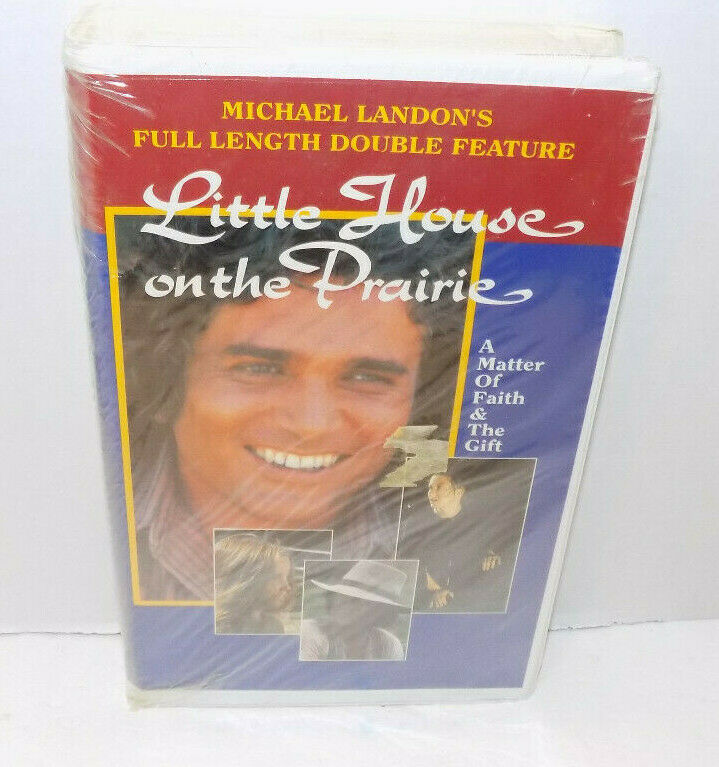 MICHAEL LANDON'S
FULL LENGTH DOUBLE FEATURE
Little House
on the Prairie
A
Matter
Of
Faith
&
The
Gift